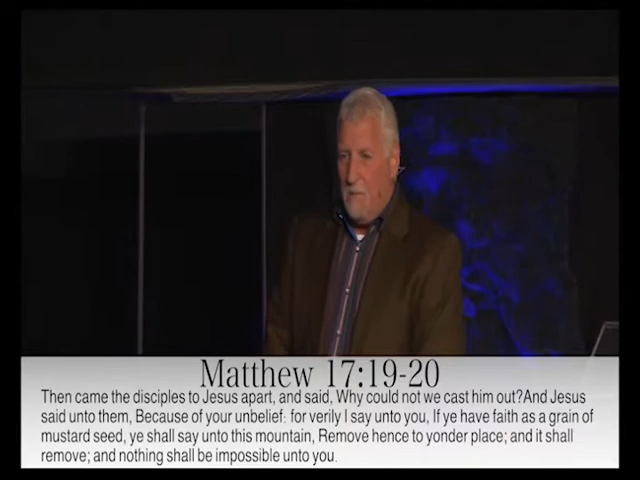 Matthew 17:19-20
Then came the disciples to Jesus apart, and said, Why could not we cast him out?And Jesus
said unto them, Because of your unbelief: for verily I say unto you, If ye have faith as a grain of
mustard seed, ye shall say unto this mountain, Remove hence to yonder place; and it shall
remove; and nothing shall be impossible unto you.